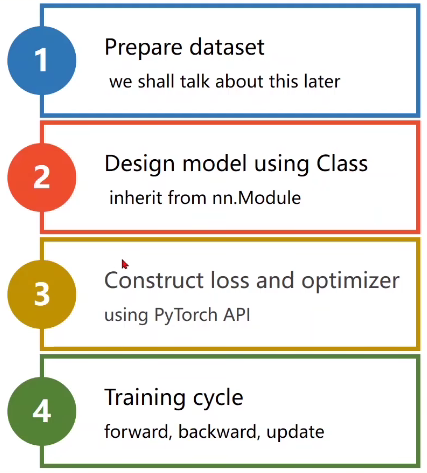 1
Prepare dataset
we shall talk about this later
2
Design model using Class
inherit from nn.Module
3
Construct loss and optimizer
using PyTorch API
4
Training cycle
forward, backward, update